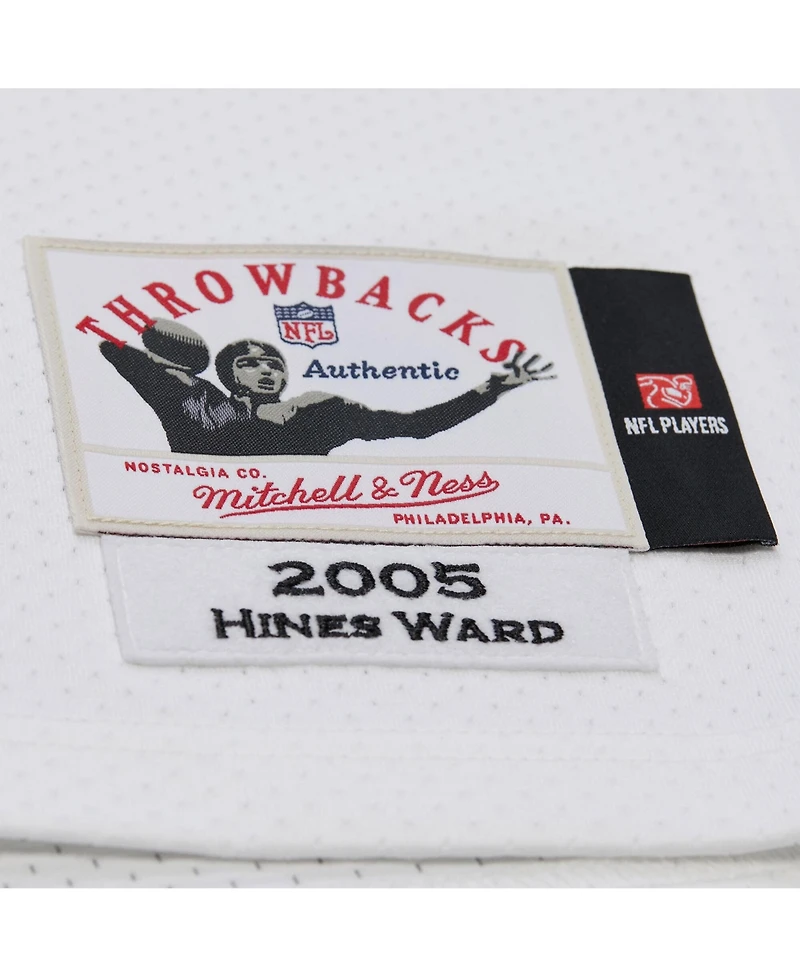 THROWBACKS
NFL
Authentic
NFL PLAYERS
NOSTALGIA CO.
Mitchell & Ness
PHILADELPHIA, PA.
2005
HINES WARD